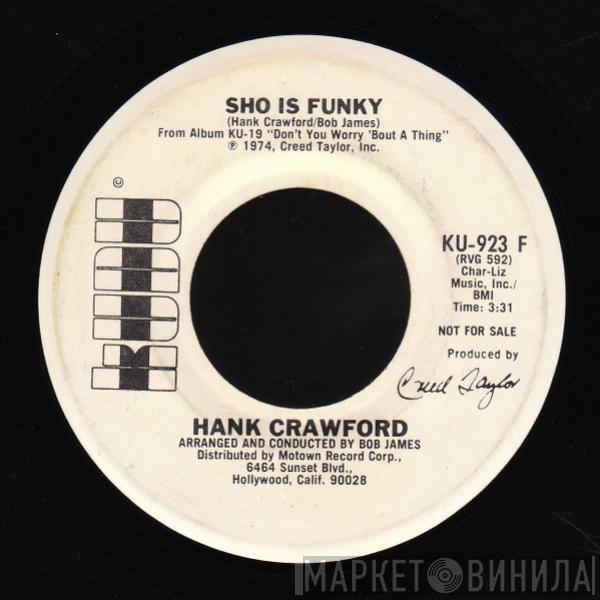 SHO IS FUNKY
(Hank Crawford/Bob James)
From Album KU-19 "Don't You Worry 'Bout A Thing"
℗ 1974, Creed Taylor, Inc.
©
KUDU
KU-923 F
(RVG 592)
Char-Liz
Music, Inc./
BMI
Time: 3:31
NOT FOR SALE
Produced by
Creed Taylor
HANK CRAWFORD
ARRANGED AND CONDUCTED BY BOB JAMES
Distributed by Motown Record Corp.,
6464 Sunset Blvd.,
Hollywood, Calif. 90028
МАРКЕТ ВИНИЛА